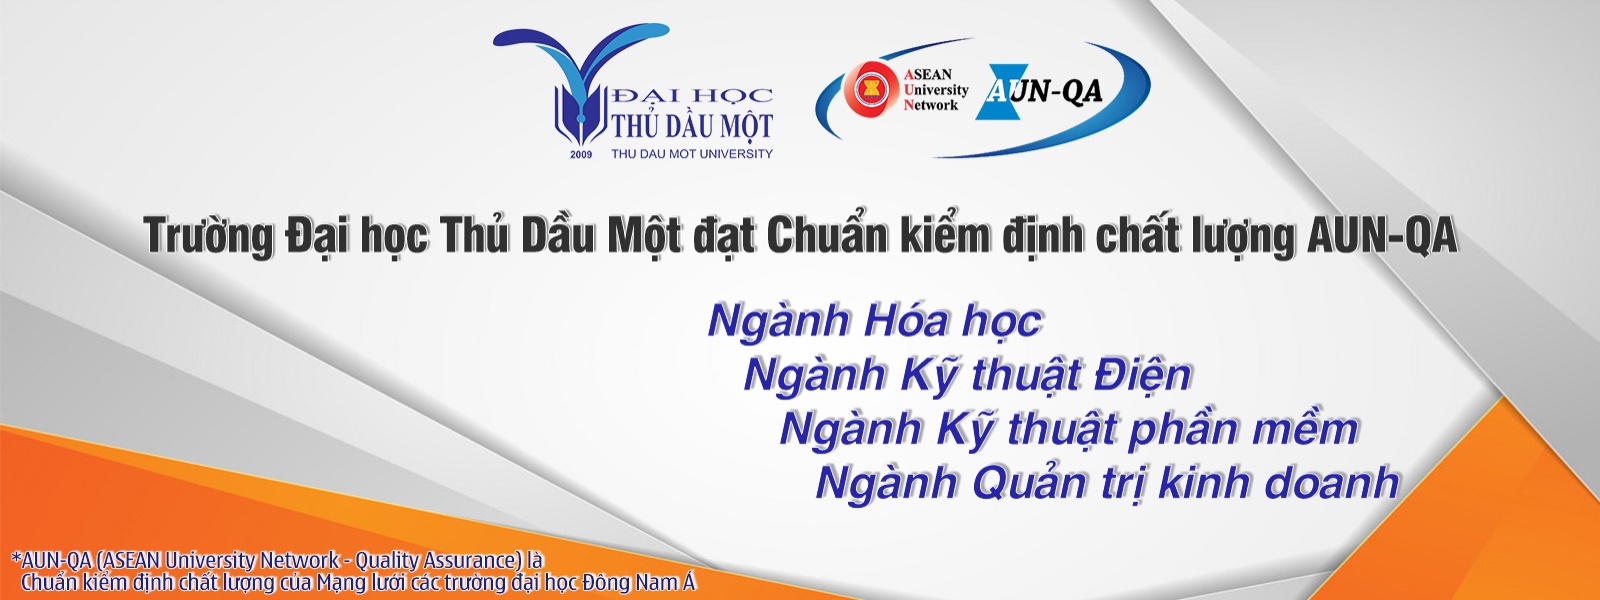 ĐẠI HỌC
THỦ DẦU MỘT
2009 THU DAU MOT UNIVERSITY
ASEAN
University
Network
AUN-QA
Trường Đại học Thủ Dầu Một đạt Chuẩn kiểm định chất lượng AUN-QA
Ngành Hóa học
Ngành Kỹ thuật Điện
Ngành Kỹ thuật phần mềm
Ngành Quản trị kinh doanh
*AUN-QA (ASEAN University Network - Quality Assurance) là
Chuẩn kiểm định chất lượng của Mạng lưới các trường đại học Đông Nam Á